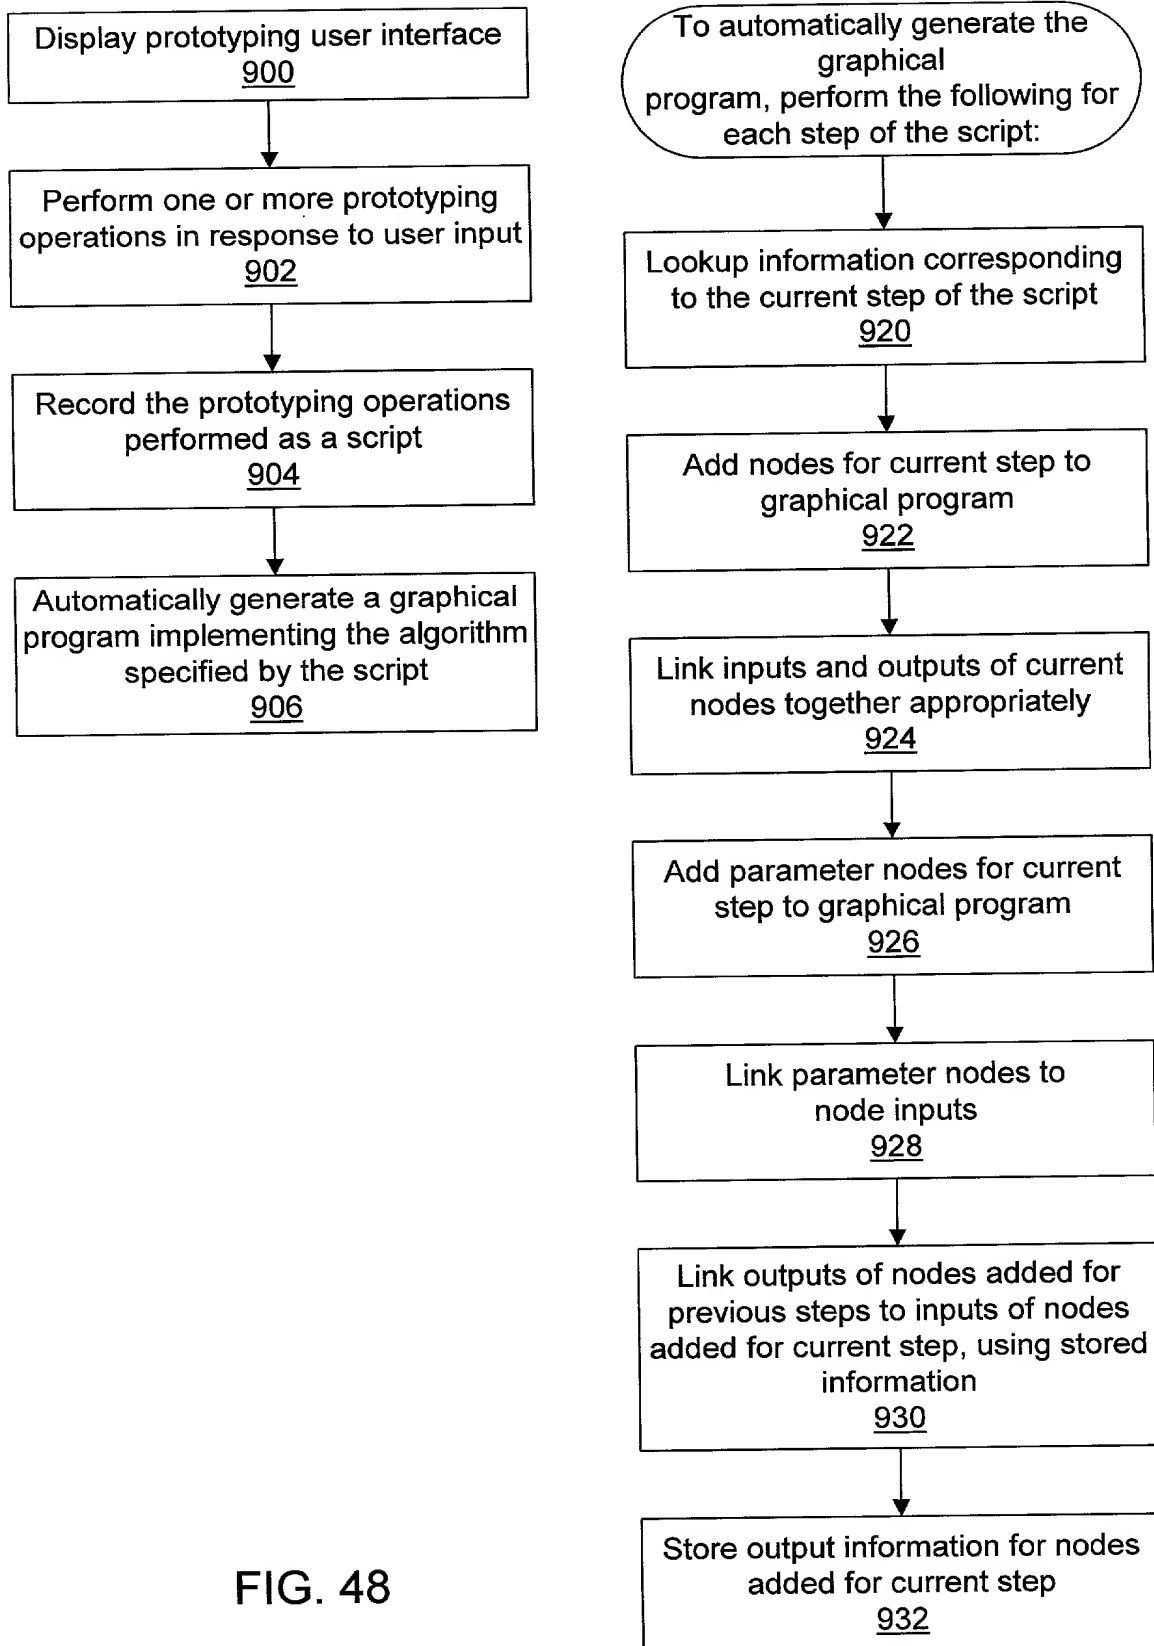 Display prototyping user interface
900
Perform one or more prototyping
operations in response to user input
902
Record the prototyping operations
performed as a script
904
Automatically generate a graphical
program implementing the algorithm
specified by the script
906
To automatically generate the
graphical
program, perform the following for
each step of the script:
Lookup information corresponding
to the current step of the script
920
Add nodes for current step to
graphical program
922
Link inputs and outputs of current
nodes together appropriately
924
Add parameter nodes for current
step to graphical program
926
Link parameter nodes to
node inputs
928
Link outputs of nodes added for
previous steps to inputs of nodes
added for current step, using stored
information
930
Store output information for nodes
added for current step
932
FIG. 48